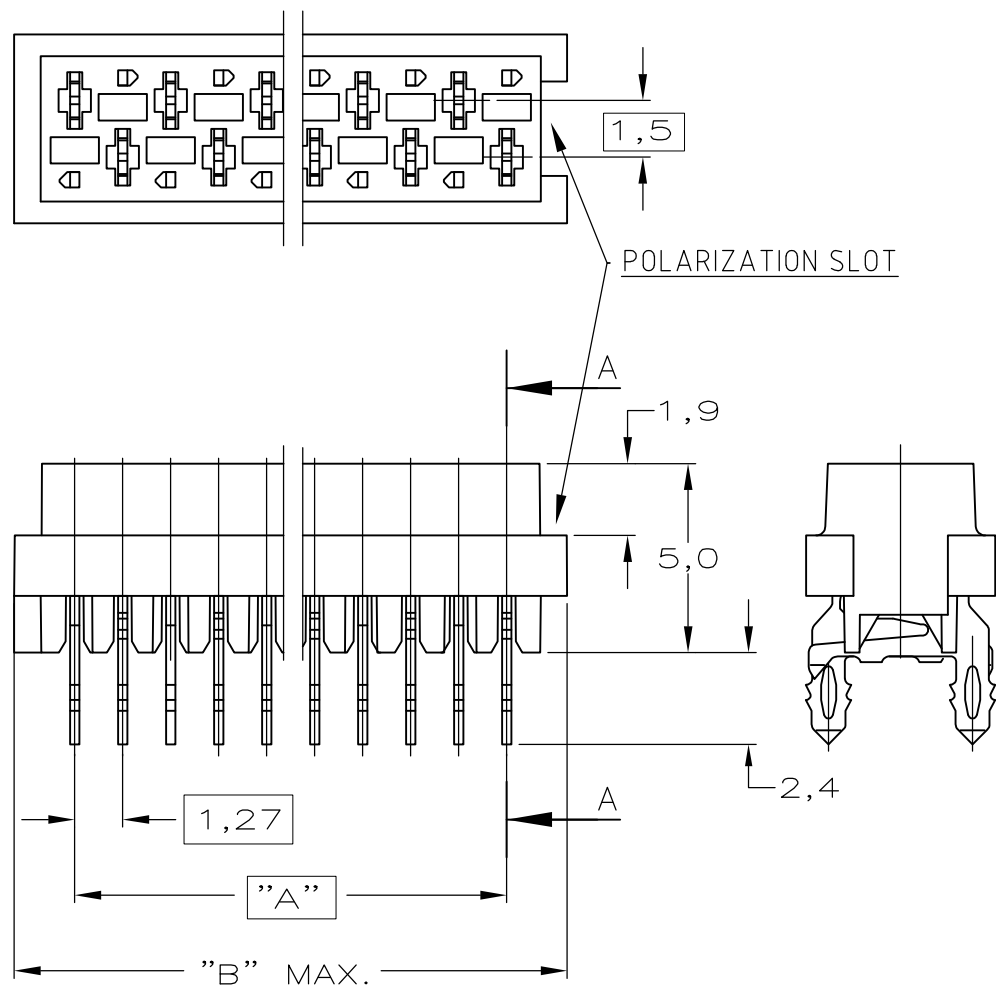 1,5
POLARIZATION SLOT
A
1,9
5,0
2,4
A
1,27
"A"
"B" MAX.